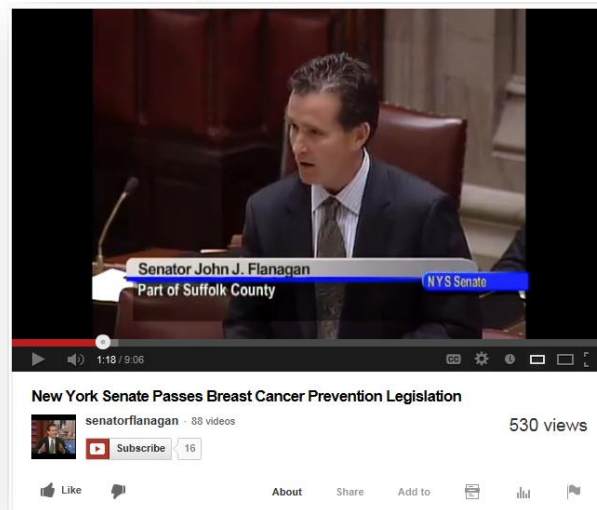 Senator John J. Flanagan
NYS Senate
Part of Suffolk County
1:18 / 9:06
CC
New York Senate Passes Breast Cancer Prevention Legislation
senatorflanagan - 88 videos
530 views
Subscribe 16
Like
About Share Add to